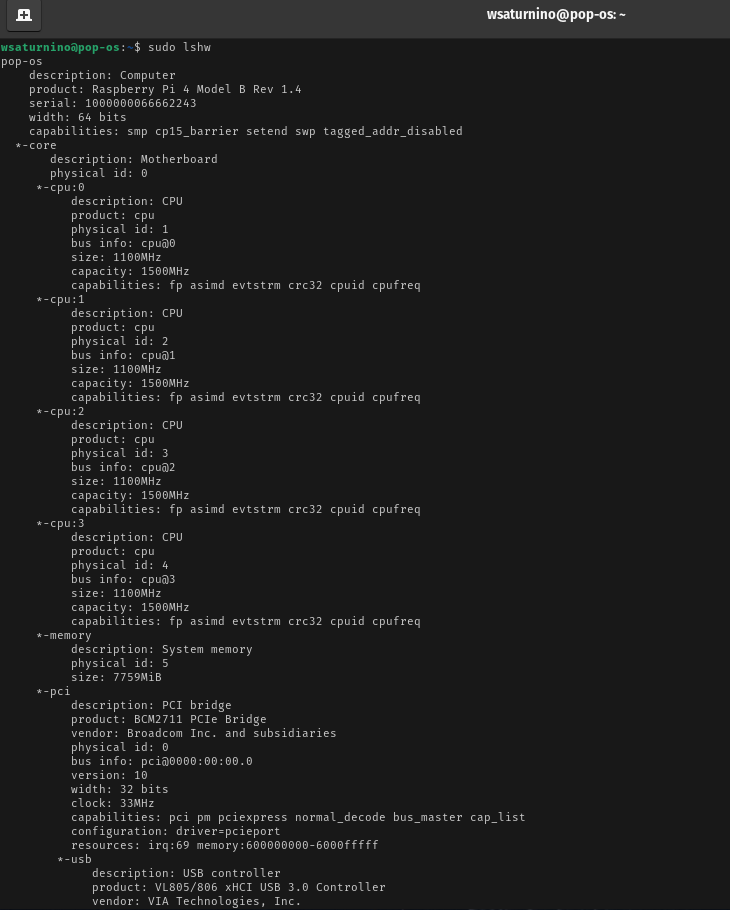 wsaturnino@pop-os: ~
wsaturnino@pop-os:~$ sudo lshw
pop-os
    description: Computer
    product: Raspberry Pi 4 Model B Rev 1.4
    serial: 1000000066662243
    width: 64 bits
    capabilities: smp cp15_barrier setend swp tagged_addr_disabled
  *-core
       description: Motherboard
       physical id: 0
     *-cpu:0
          description: CPU
          product: cpu
          physical id: 1
          bus info: cpu@0
          size: 1100MHz
          capacity: 1500MHz
          capabilities: fp asimd evtstrm crc32 cpuid cpufreq
     *-cpu:1
          description: CPU
          product: cpu
          physical id: 2
          bus info: cpu@1
          size: 1100MHz
          capacity: 1500MHz
          capabilities: fp asimd evtstrm crc32 cpuid cpufreq
     *-cpu:2
          description: CPU
          product: cpu
          physical id: 3
          bus info: cpu@2
          size: 1100MHz
          capacity: 1500MHz
          capabilities: fp asimd evtstrm crc32 cpuid cpufreq
     *-cpu:3
          description: CPU
          product: cpu
          physical id: 4
          bus info: cpu@3
          size: 1100MHz
          capacity: 1500MHz
          capabilities: fp asimd evtstrm crc32 cpuid cpufreq
     *-memory
          description: System memory
          physical id: 5
          size: 7759MiB
     *-pci
          description: PCI bridge
          product: BCM2711 PCIe Bridge
          vendor: Broadcom Inc. and subsidiaries
          physical id: 0
          bus info: pci@0000:00:00.0
          version: 10
          width: 32 bits
          clock: 33MHz
          capabilities: pci pm pciexpress normal_decode bus_master cap_list
          configuration: driver=pcieport
          resources: irq:69 memory:600000000-6000fffff
        *-usb
             description: USB controller
             product: VL805/806 xHCI USB 3.0 Controller
             vendor: VIA Technologies, Inc.